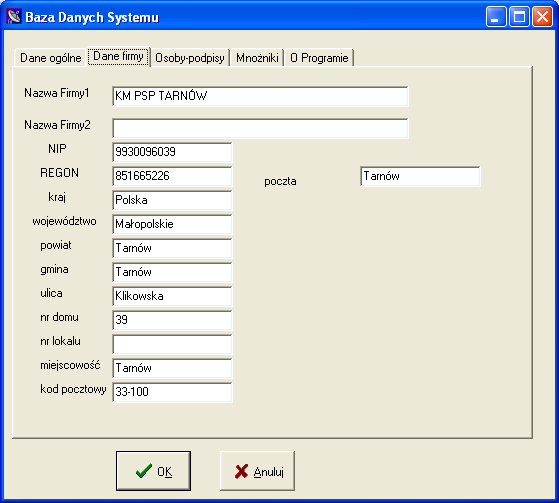 Baza Danych Systemu
Dane ogólne Dane firmy Osoby-podpisy Mnożniki O Programie
Nazwa Firmy1 KM PSP TARNÓW
Nazwa Firmy2
NIP 9930096039
REGON 851665226 poczta Tarnów
kraj Polska
województwo Małopolskie
powiat Tarnów
gmina Tarnów
ulica Klikowska
nr domu 39
nr lokalu
miejscowość Tarnów
kod pocztowy 33-100
OK Anuluj